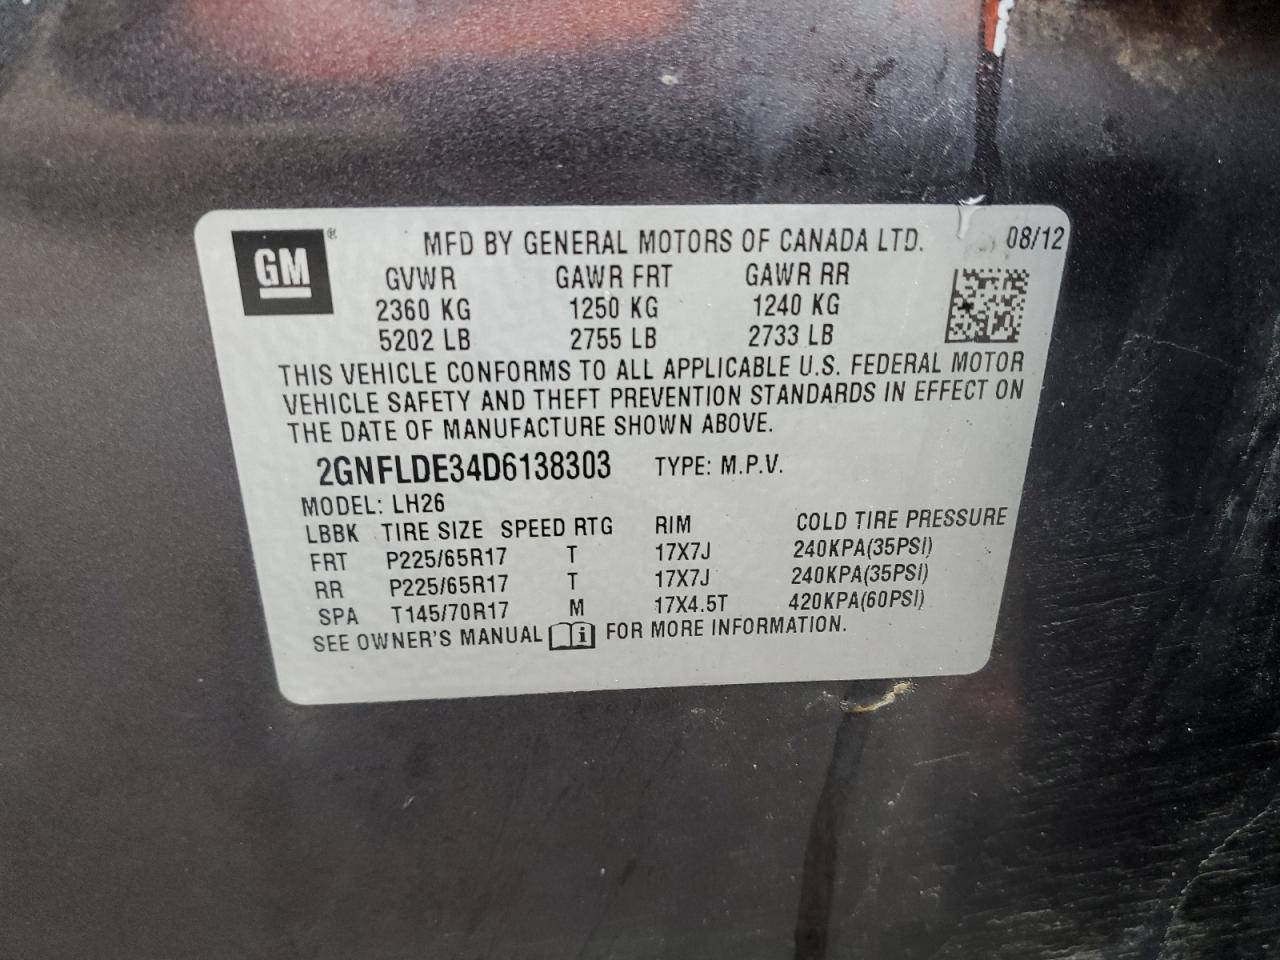 GM® MFD BY GENERAL MOTORS OF CANADA LTD. 08/12
GVWR GAWR FRT GAWR RR
2360 KG 1250 KG 1240 KG
5202 LB 2755 LB 2733 LB
THIS VEHICLE CONFORMS TO ALL APPLICABLE U.S. FEDERAL MOTOR
VEHICLE SAFETY AND THEFT PREVENTION STANDARDS IN EFFECT ON
THE DATE OF MANUFACTURE SHOWN ABOVE.
2GNFLDE34D6138303 TYPE: M.P.V.
MODEL: LH26
LBBK TIRE SIZE SPEED RTG RIM COLD TIRE PRESSURE
FRT P225/65R17 T 17X7J 240KPA(35PSI)
RR P225/65R17 T 17X7J 240KPA(35PSI)
SPA T145/70R17 M 17X4.5T 420KPA(60PSI)
SEE OWNER'S MANUAL i FOR MORE INFORMATION.